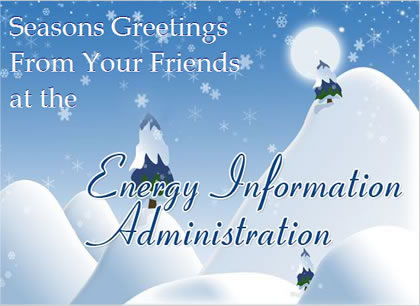 Seasons Greetings
From Your Friends
at the
Energy Information
Administration